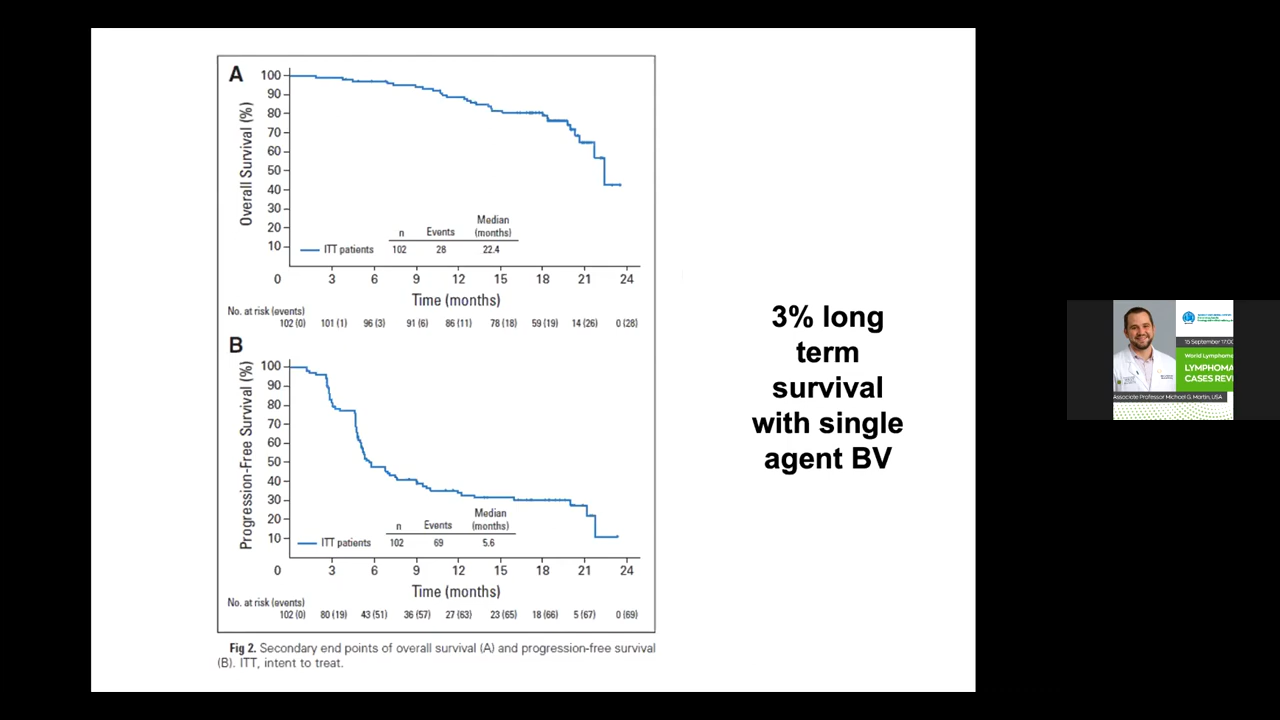 A
Overall Survival (%)
100
90
80
70
60
50
40
30
20
10
0
3
6
9
12
15
18
21
24
n
Events
Median
(months)
ITT patients
102
28
22.4
Time (months)
No. at risk (events)
102 (0)
101 (1)
96 (3)
91 (6)
86 (11)
78 (18)
59 (19)
14 (26)
0 (28)
B
Progression-Free Survival (%)
100
90
80
70
60
50
40
30
20
10
0
3
6
9
12
15
18
21
24
n
Events
Median
(months)
ITT patients
102
69
5.6
Time (months)
No. at risk (events)
102 (0)
80 (19)
43 (51)
36 (57)
27 (63)
23 (65)
18 (66)
5 (67)
0 (69)
Fig 2. Secondary end points of overall survival (A) and progression-free survival
(B). ITT, intent to treat.
3% long
term
survival
with single
agent BV
15 September 17:00
World Lymphoma
LYMPHOMA
CASES REVI
Associate Professor Michael G. Martin, USA